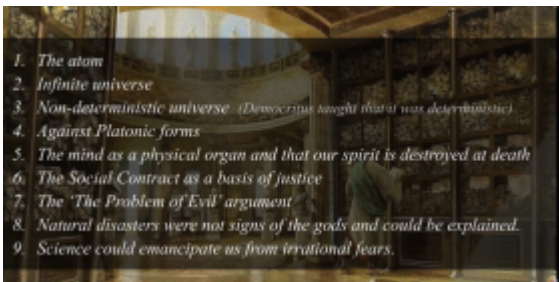 1. The atom
2. Infinite universe
3. Non-deterministic universe (Democritus taught that it was deterministic)
4. Against Platonic forms
5. The mind as a physical organ and that our spirit is destroyed at death
6. The Social Contract as a basis of justice
7. The 'The Problem of Evil' argument
8. Natural disasters were not signs of the gods and could be explained.
9. Science could emancipate us from irrational fears.